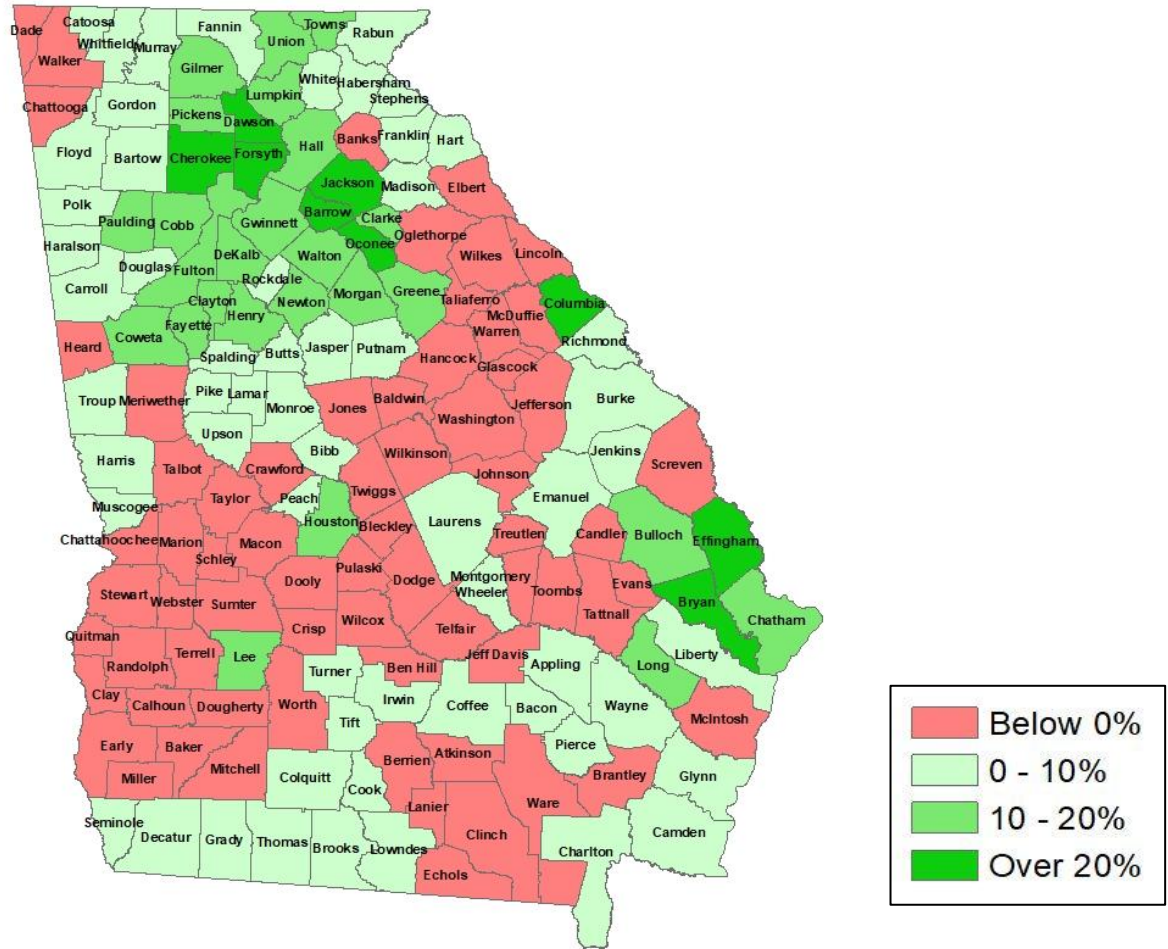 Dade
Catoosa
Whitfield
Murray
Fannin
Union
Towns
Rabun
Walker
Gilmer
White
Habersham
Stephens
Chattooga
Gordon
Pickens
Lumpkin
Dawson
Floyd
Bartow
Cherokee
Forsyth
Hall
Banks
Franklin
Hart
Jackson
Madison
Elbert
Polk
Paulding
Cobb
Gwinnett
Barrow
Clarke
Oconee
Oglethorpe
Wilkes
Lincoln
Haralson
Douglas
Fulton
DeKalb
Walton
Carroll
Rockdale
Clayton
Newton
Morgan
Greene
Taliaferro
McDuffie
Columbia
Warren
Richmond
Heard
Coweta
Fayette
Henry
Spalding
Butts
Jasper
Putnam
Hancock
Glascock
Troup
Meriwether
Pike
Lamar
Monroe
Jones
Baldwin
Washington
Jefferson
Burke
Upson
Bibb
Wilkinson
Jenkins
Screven
Harris
Talbot
Crawford
Twiggs
Johnson
Emanuel
Muscogee
Taylor
Peach
Houston
Bleckley
Laurens
Treutlen
Candler
Bulloch
Effingham
Chattahoochee
Marion
Macon
Schley
Dooly
Pulaski
Dodge
Montgomery
Wheeler
Toombs
Evans
Tattnall
Bryan
Chatham
Stewart
Webster
Sumter
Crisp
Wilcox
Telfair
Quitman
Randolph
Terrell
Lee
Turner
Ben Hill
Jeff Davis
Appling
Long
Liberty
Clay
Calhoun
Dougherty
Worth
Tift
Irwin
Coffee
Bacon
Wayne
McIntosh
Early
Baker
Miller
Mitchell
Colquitt
Cook
Berrien
Atkinson
Pierce
Brantley
Glynn
Lanier
Ware
Clinch
Seminole
Decatur
Grady
Thomas
Brooks
Lowndes
Echols
Charlton
Camden
Below 0%
0 - 10%
10 - 20%
Over 20%